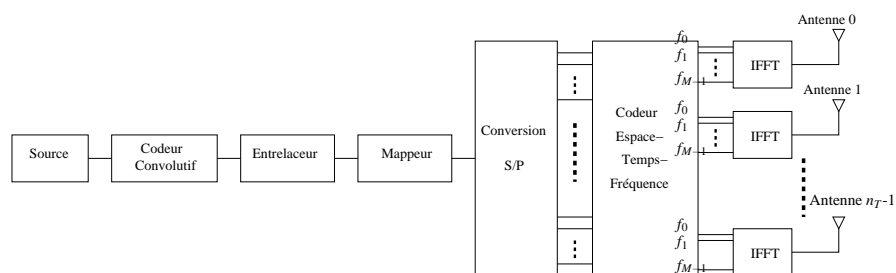 Source
Codeur
Convolutif
Entrelaceur
Mappeur
Conversion
S/P
Codeur
Espace–
Temps–
Fréquence
f0
f1
fM−1
IFFT
Antenne 0
f0
f1
fM−1
IFFT
Antenne 1
f0
f1
fM−1
IFFT
Antenne nT-1